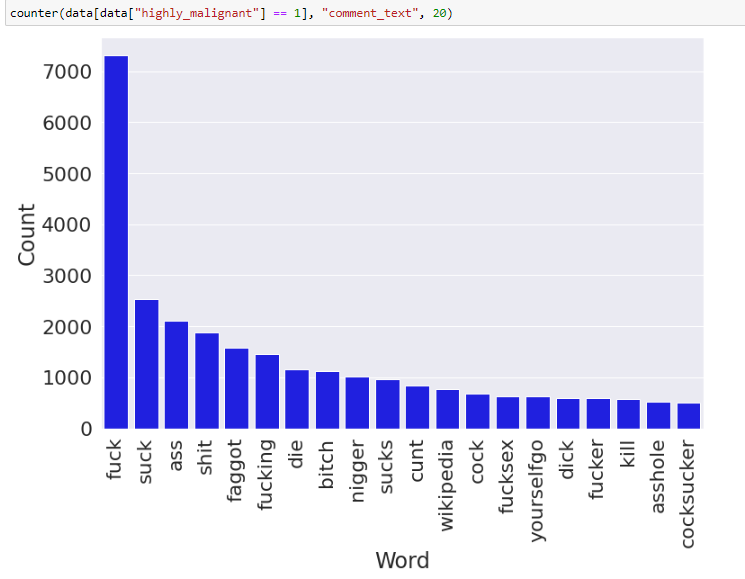 counter(data[data["highly_malignant"] == 1], "comment_text", 20)
7000
6000
5000
4000
3000
2000
1000
0
Count
fuck
suck
ass
shit
faggot
fucking
die
bitch
nigger
sucks
cunt
wikipedia
cock
fucksex
yourselfgo
dick
fucker
kill
asshole
cocksucker
Word